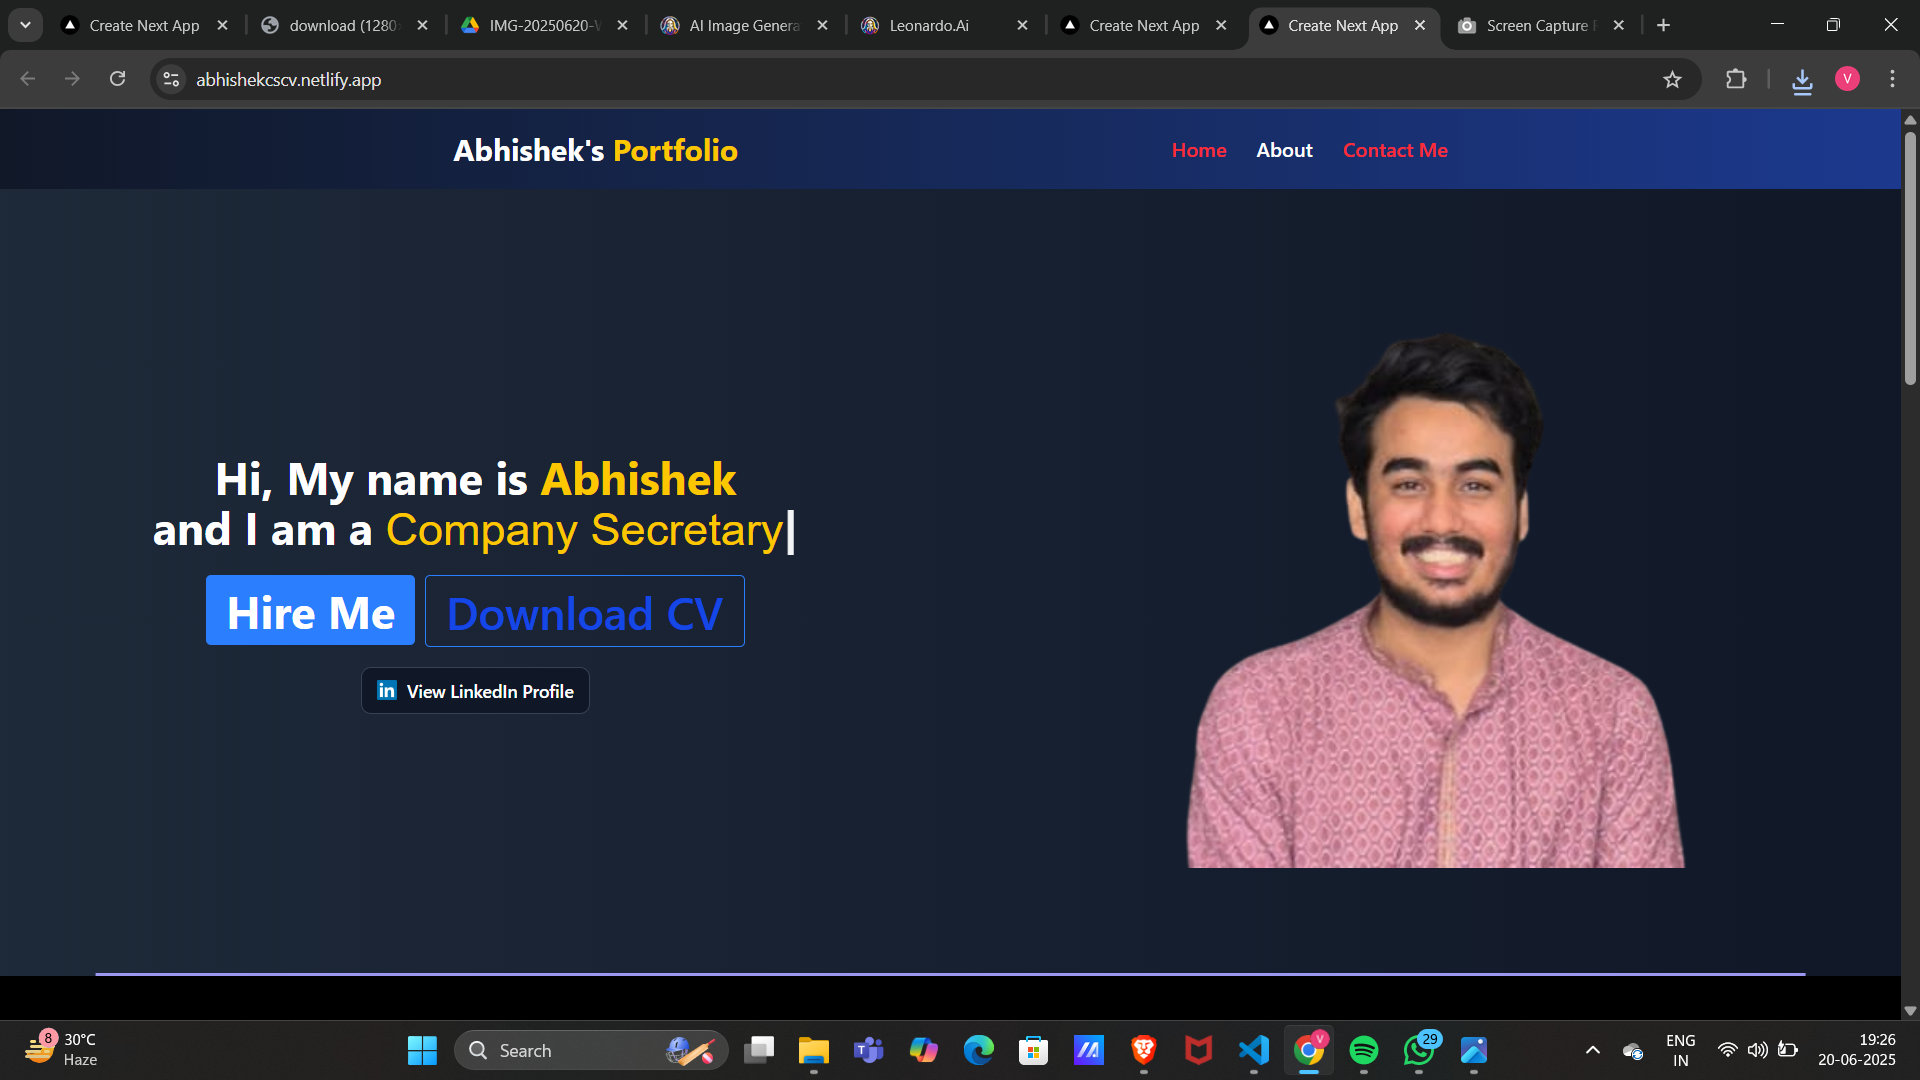 Create Next App
download (1280
IMG-20250620-
AI Image Genera
Leonardo.Ai
Create Next App
Create Next App
Screen Capture
abhishekcscv.netlify.app
V
Abhishek's Portfolio
Home
About
Contact Me
Hi, My name is Abhishek
and I am a Company Secretary|
Hire Me
Download CV
in View LinkedIn Profile
8
30°C
Haze
Search
V
29
ENG
IN
19:26
20-06-2025